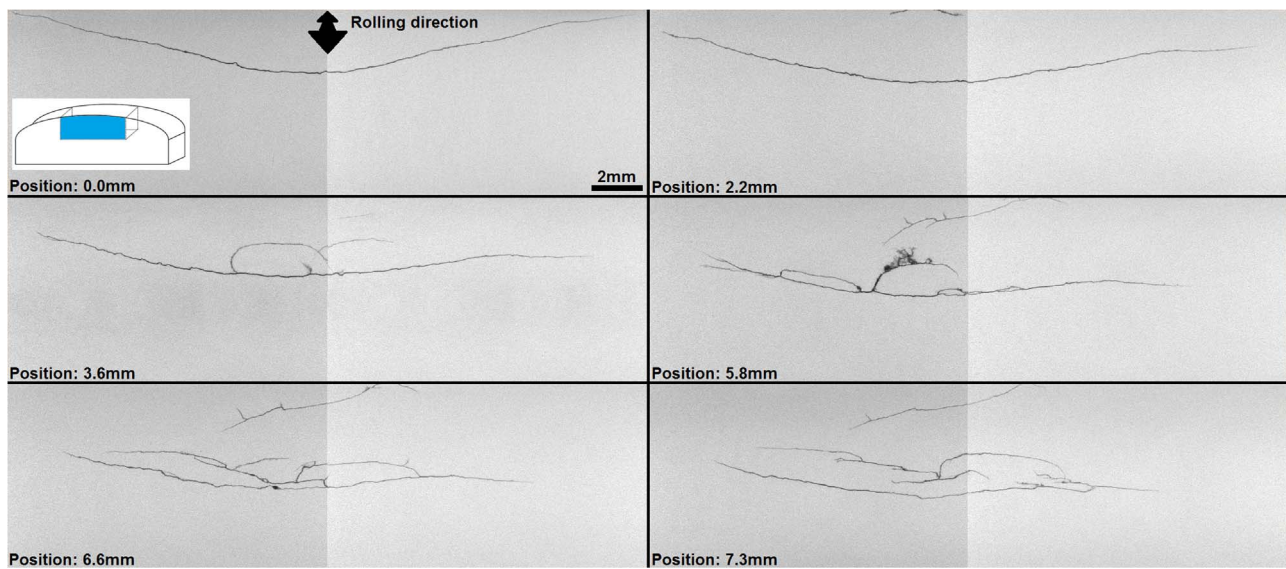 Rolling direction
2mm
Position: 0.0mm
Position: 2.2mm
Position: 3.6mm
Position: 5.8mm
Position: 6.6mm
Position: 7.3mm